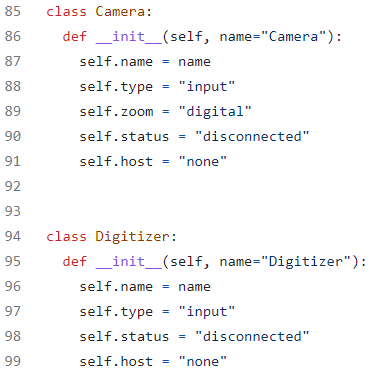 85 class Camera:
86   def __init__(self, name="Camera"):
87     self.name = name
88     self.type = "input"
89     self.zoom = "digital"
90     self.status = "disconnected"
91     self.host = "none"
92
93
94 class Digitizer:
95   def __init__(self, name="Digitizer"):
96     self.name = name
97     self.type = "input"
98     self.status = "disconnected"
99     self.host = "none"